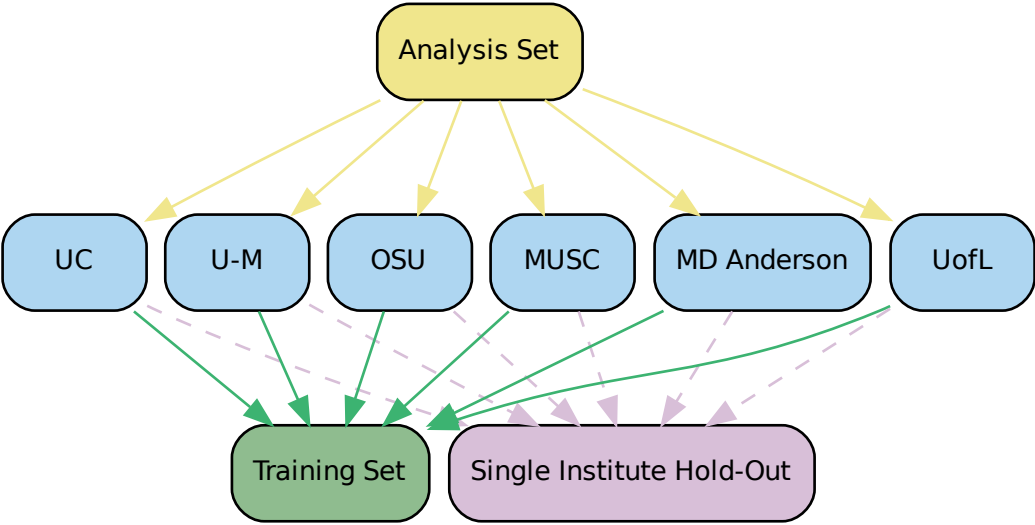 Analysis Set
UC
U-M
OSU
MUSC
MD Anderson
UofL
Training Set
Single Institute Hold-Out